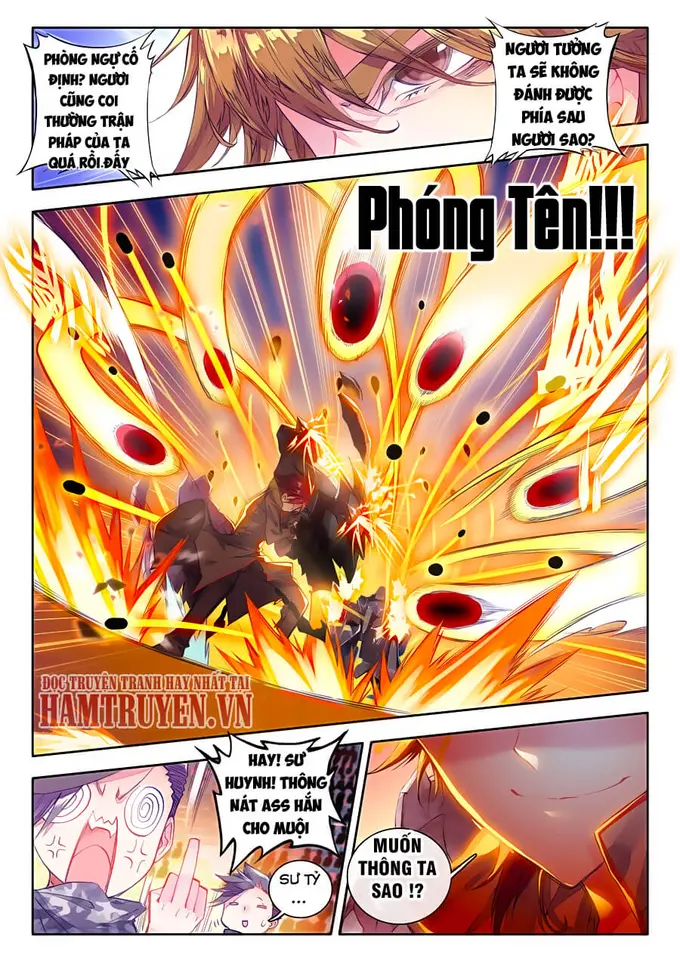 PHÒNG NGỰ CỐ
ĐỊNH? NGƯƠI
CŨNG COI
THƯỜNG TRẬN
PHÁP CỦA TA
QUÁ RỒI ĐẤY
NGƯƠI TƯỞNG
TA SẼ KHÔNG
ĐÁNH ĐƯỢC
PHÍA SAU
NGƯƠI SAO?
Phóng Tên!!!
ĐỌC TRUYỆN TRANH HAY NHẤT TẠI
HAMTRUYEN.VN
HAY! SƯ
HUYNH! THÔNG
NÁT ASS HẮN
CHO MUỘI
SƯ TỶ
...
MUỐN
THÔNG TA
SAO !?